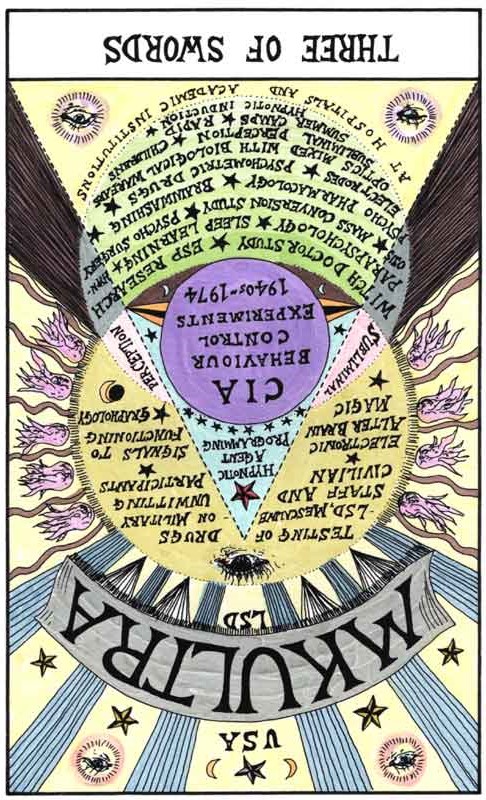 USA
MKULTRA
LSD
TESTING OF DRUGS
-LSD, MESCALINE ON MILITARY
STAFF AND UNWITTING
CIVILIAN PARTICIPANTS
ELECTRONIC SIGNALS TO
ALTER BRAIN FUNCTIONING
MAGIC GRAPHOLOGY
HYPNOTIC
AGENT
PROGRAMMING
SUBLIMINAL PERCEPTION
CIA
BEHAVIOUR
CONTROL
EXPERIMENTS
1940s-1974
WITCH DOCTOR STUDY ESP RESEARCH
PARAPSYCHOLOGY SLEEP LEARNING HYPN-
MASS CONVERSION STUDY PSYCHO SURGERY
PSYCHO PHARMACOLOGY BRAINWASHING
ELECTRODES PSYCHOMETRIC DRUGS
OPTICS MIXED WITH BIOLOGICAL WARFARE
SUBLIMINAL PERCEPTION CHILDRENS
SUMMER CAMPS RAPID
HYPNOTIC INDUCTION
AT HOSPITALS AND ACADEMIC INSTITUTIONS
THREE OF SWORDS